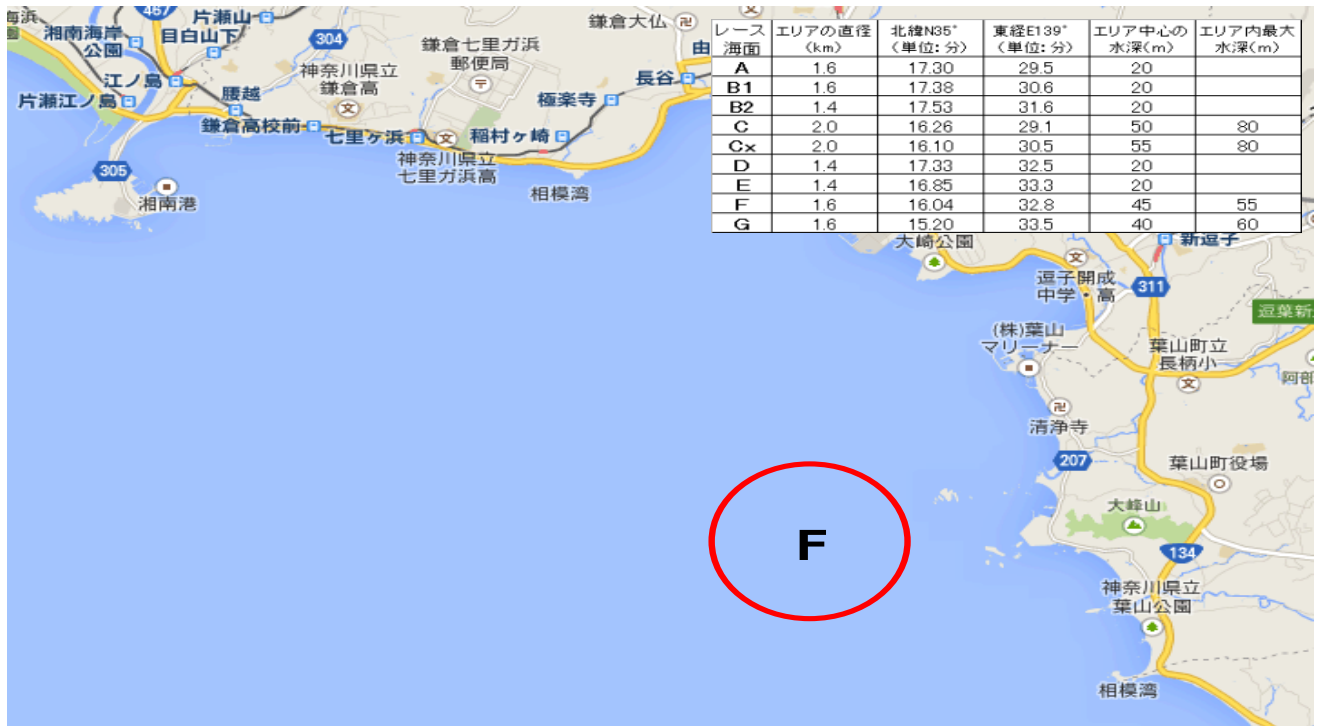 467
片瀬山
鎌倉大仏
湘南海岸
公園
目白山下
304
鎌倉七里ガ浜
郵便局
神奈川県立
鎌倉高
長谷
江ノ島
片瀬江ノ島
腰越
極楽寺
鎌倉高校前
七里ヶ浜
稲村ヶ崎
神奈川県立
七里ガ浜高
305
湘南港
相模湾
レース海面 エリアの直径(km) 北緯N35°(単位:分) 東経E139°(単位:分) エリア中心の水深(m) エリア内最大水深(m)
A 1.6 17.30 29.5 20
B1 1.6 17.38 30.6 20
B2 1.4 17.53 31.6 20
C 2.0 16.26 29.1 50 80
Cx 2.0 16.10 30.5 55 80
D 1.4 17.33 32.5 20
E 1.4 16.85 33.3 20
F 1.6 16.04 32.8 45 55
G 1.6 15.20 33.5 40 60
大崎公園
新逗子
逗子開成
中学・高
311
逗葉新
(株)葉山
マリーナー
葉山町立
長柄小
阿部
清浄寺
207
葉山町役場
大峰山
F
134
神奈川県立
葉山公園
相模湾